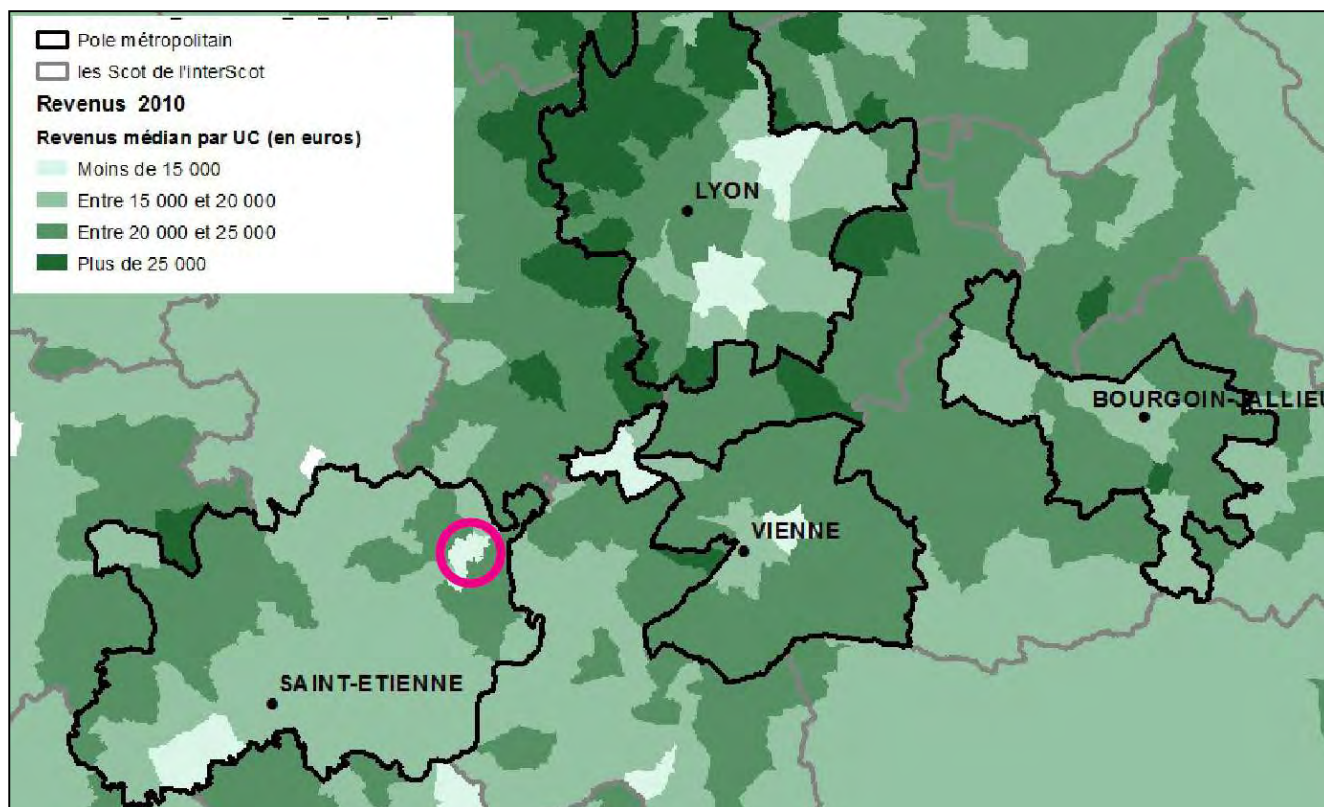 Pole métropolitain
les Scot de l'interScot
Revenus 2010
Revenus médian par UC (en euros)
Moins de 15 000
Entre 15 000 et 20 000
Entre 20 000 et 25 000
Plus de 25 000
LYON
BOURGOIN-JALLIEU
VIENNE
SAINT-ETIENNE